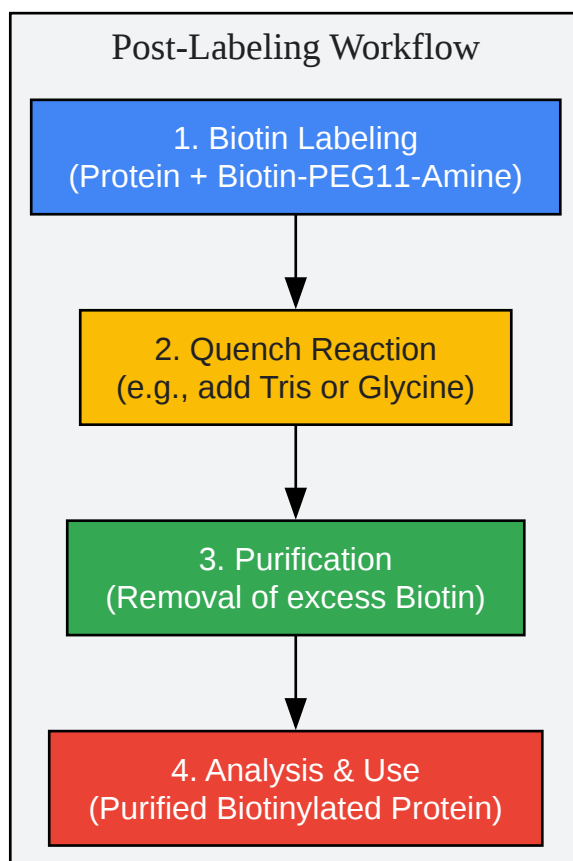 Post-Labeling Workflow
1. Biotin Labeling
(Protein + Biotin-PEG11-Amine)
2. Quench Reaction
(e.g., add Tris or Glycine)
3. Purification
(Removal of excess Biotin)
4. Analysis & Use
(Purified Biotinylated Protein)